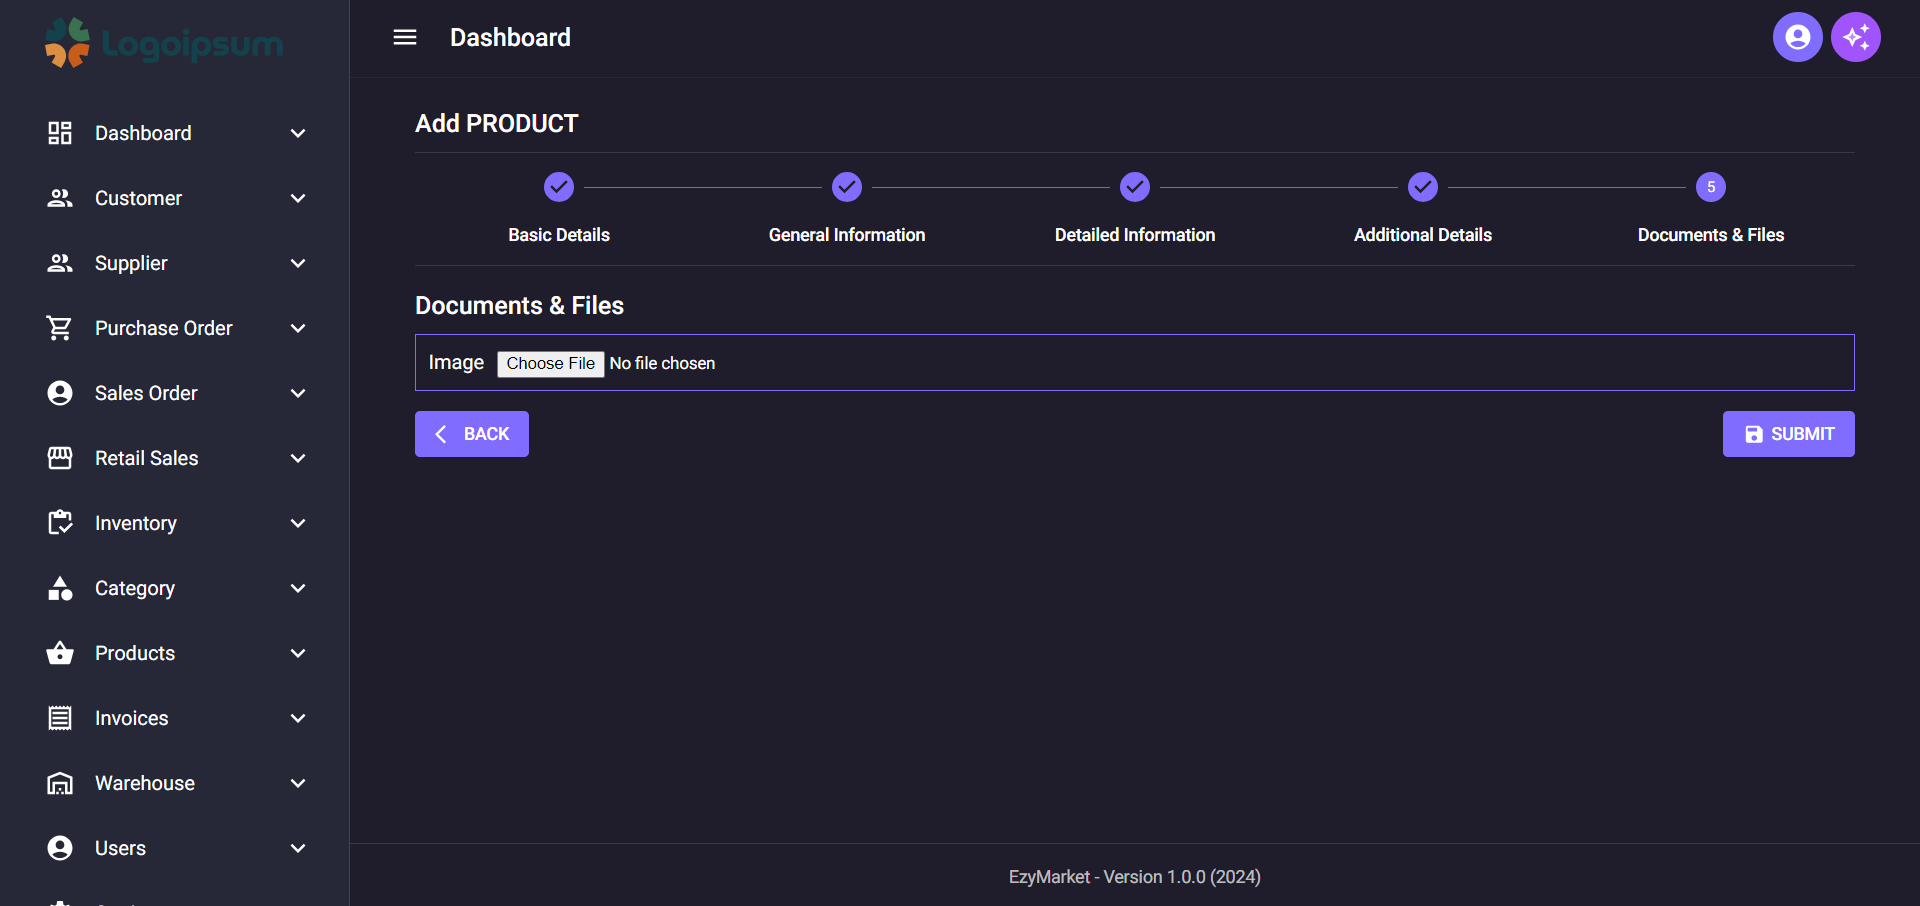 Logoipsum
Dashboard
Dashboard
Customer
Supplier
Purchase Order
Sales Order
Retail Sales
Inventory
Category
Products
Invoices
Warehouse
Users
Add PRODUCT
5
Basic Details
General Information
Detailed Information
Additional Details
Documents & Files
Documents & Files
Image Choose File No file chosen
BACK
SUBMIT
EzyMarket - Version 1.0.0 (2024)